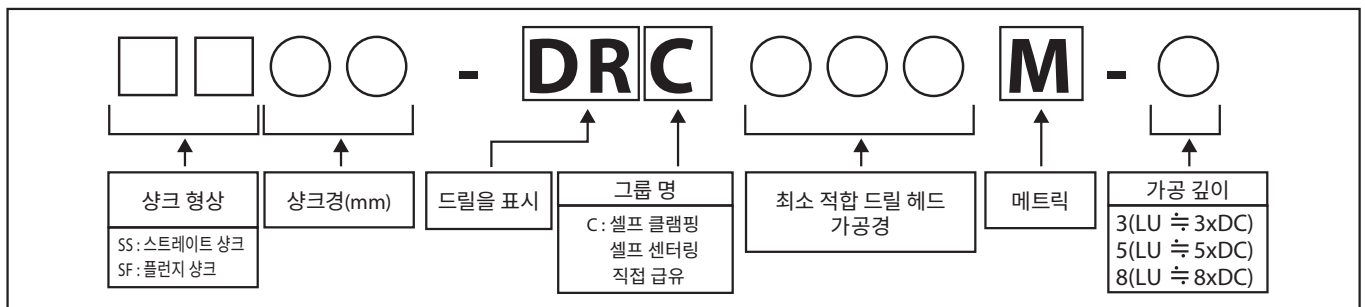 - DRC M -
샹크 형상
SS : 스트레이트 샹크
SF : 플런지 샹크
샹크경(mm)
드릴을 표시
그룹 명
C : 셀프 클램핑
셀프 센터링
직접 급유
최소 적합 드릴 헤드
가공경
메트릭
가공 깊이
3(LU ≒ 3xDC)
5(LU ≒ 5xDC)
8(LU ≒ 8xDC)